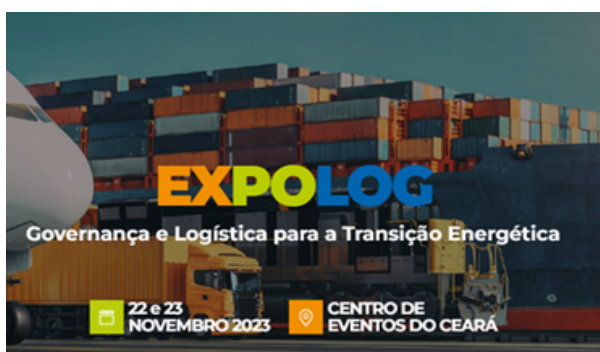 EXPOLOG
Governança e Logística para a Transição Energética
22 e 23
NOVEMBRO 2023
CENTRO DE
EVENTOS DO CEARÁ